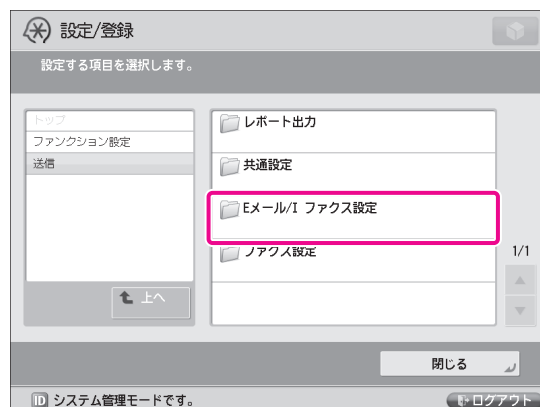 設定/登録
設定する項目を選択します。
トップ
ファンクション設定
送信
上へ
レポート出力
共通設定
Eメール/I ファクス設定
ファクス設定
1/1
閉じる
ID システム管理モードです。
ログアウト